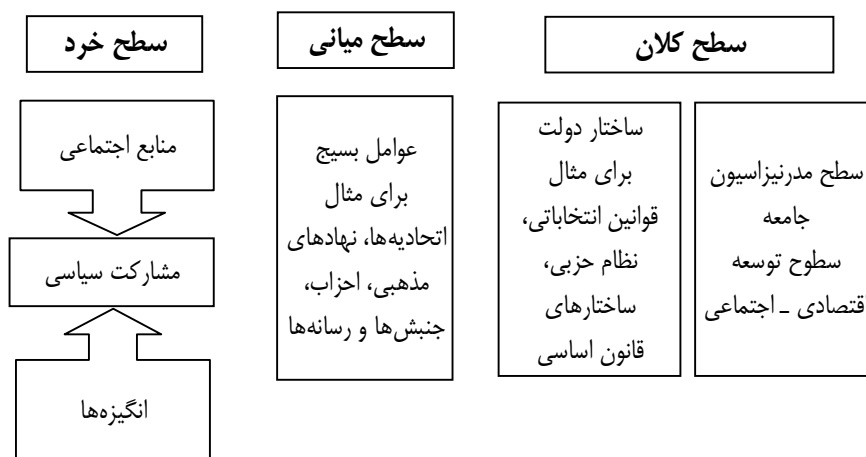 سطح کلان
سطح میانی
سطح خرد
سطح مدرنیزاسیون
جامعه
سطوح توسعه
قتصادی ـ اجتماعی
ساختار دولت
برای مثال
قوانین انتخاباتی،
نظام حزبی،
ساختارهای
قانون اساسی
عوامل بسیج
برای مثال
اتحادیه‌ها، نهادهای
مذهبی، احزاب،
جنبش‌ها و رسانه‌ها
منابع اجتماعی
مشارکت سیاسی
انگیزه‌ها